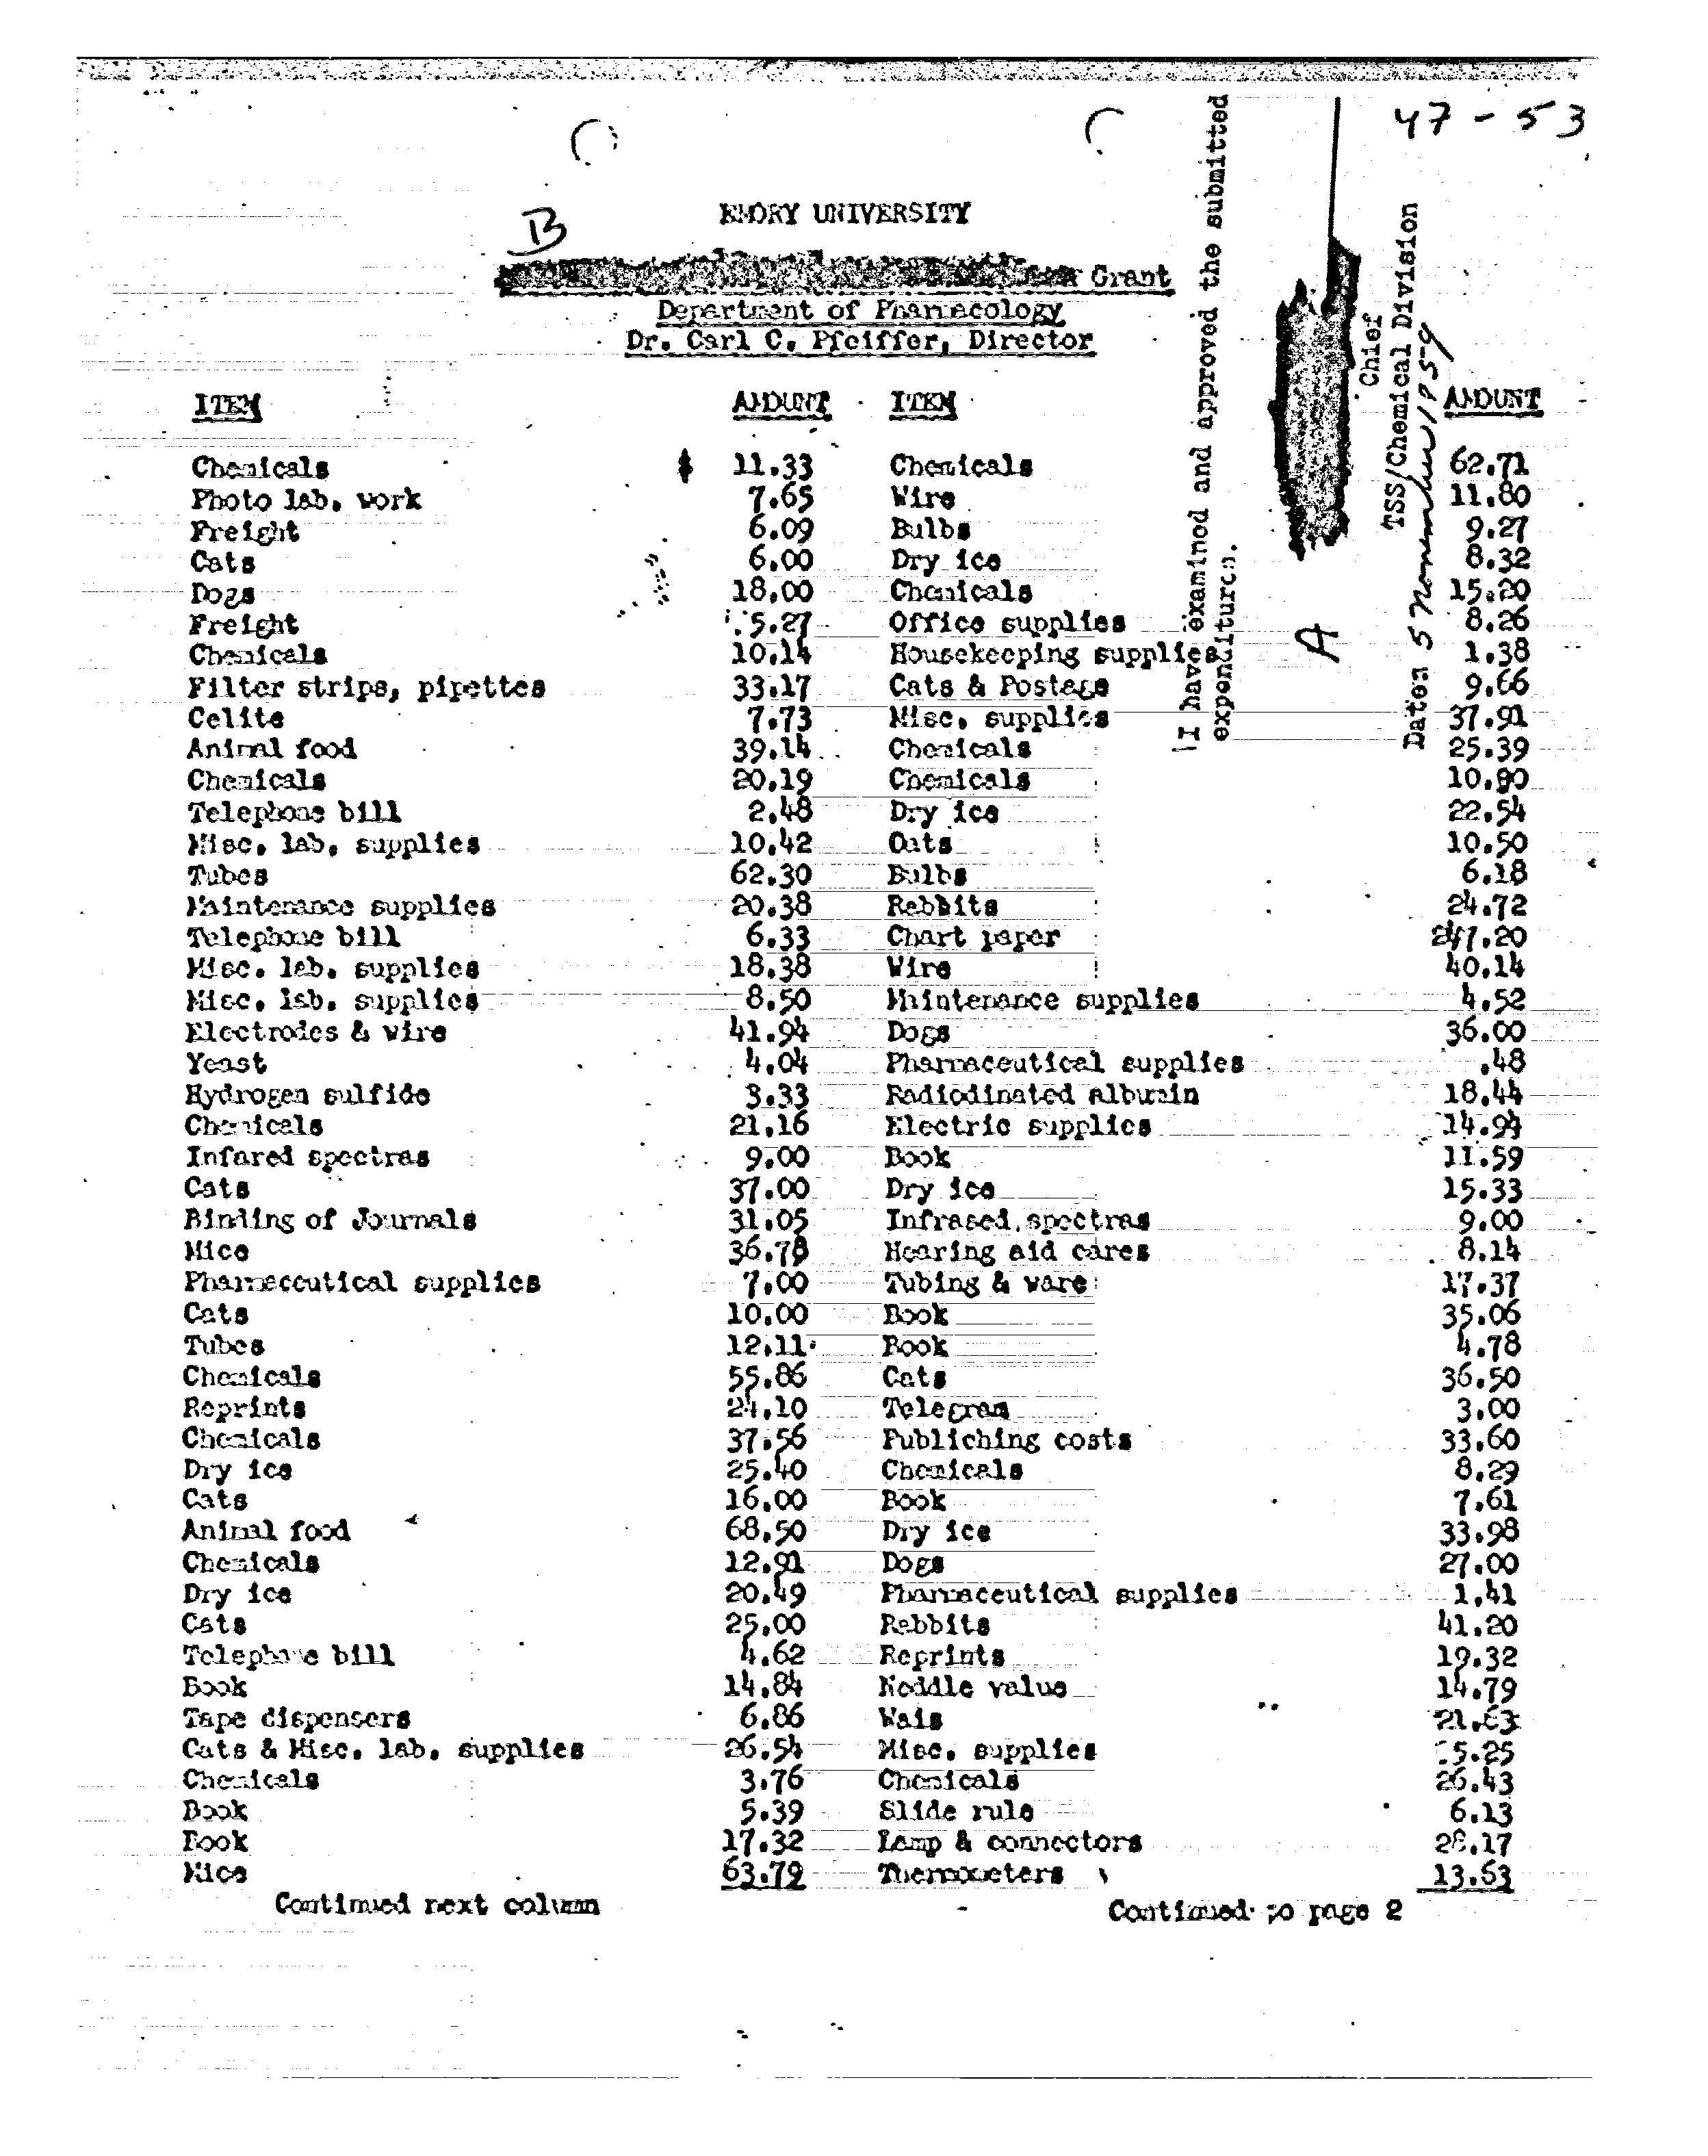 47 - 53
EMORY UNIVERSITY
B
Grant
Department of Pharmacology
Dr. Carl C. Pfeiffer, Director
I have examined and approved the submitted
expenditures.
A
Chief
TSS/Chemical Division
Date: 5 November 1959
ITEM AMOUNT ITEM AMOUNT
Chemicals 11.33 Chemicals 62.71
Photo lab. work 7.65 Wire 11.80
Freight 6.09 Bulbs 9.27
Cats 6.00 Dry ice 8.32
Dogs 18.00 Chemicals 15.20
Freight 5.27 Office supplies 8.26
Chemicals 10.14 Housekeeping supplies 1.38
Filter strips, pipettes 33.17 Cats & Postage 9.66
Celite 7.73 Misc. supplies 37.91
Animal food 39.14 Chemicals 25.39
Chemicals 20.19 Chemicals
Telephone bill 2.48 Dry ice 22.54
Misc. lab. supplies 10.42 Cats 10.50
Tubes 62.30 Bulbs 6.18
Maintenance supplies 20.38 Rabbits 24.72
Telephone bill 6.33 Chart paper
Misc. lab. supplies 18.38 Wire 40.14
Misc. lab. supplies 8.50 Maintenance supplies 4.52
Electrodes & wire 41.94 Dogs 36.00
Yeast 4.04 Pharmaceutical supplies .48
Hydrogen sulfide 3.33 Radiodinated albumin 18.44
Chemicals 21.16 Electric supplies 14.94
Infared spectras 9.00 Book 11.59
Cats 37.00 Dry ice 15.33
Binding of Journals 31.05 Infrased spectras 9.00
Mice 36.78 Hearing aid cares 8.14
Pharmaceutical supplies 7.00 Tubing & ware 17.37
Cats 10.00 Book 35.06
Tubes 12.11 Book 4.78
Chemicals 55.86 Cats 36.50
Reprints 24.10 Telegram 3.00
Chemicals 37.56 Publiching costs 33.60
Dry ice 25.40 Chemicals 8.29
Cats 16.00 Book 7.61
Animal food 68.50 Dry ice 33.98
Chemicals 12.91 Dogs 27.00
Dry ice 20.49 Pharmaceutical supplies 1.41
Cats 25.00 Rabbits 41.20
Telephone bill 4.62 Reprints 19.32
Book 14.84 Neddle value 14.79
Tape dispensers 6.86 Wais 21.63
Cats & Misc. lab. supplies 26.54 Misc. supplies 5.25
Chemicals 3.76 Chemicals 26.43
Book 5.39 Slide rule 6.13
Book 17.32 Lamp & connectors 28.17
Mice 63.79 Thermometers 13.63
Continued next column Continued to page 2